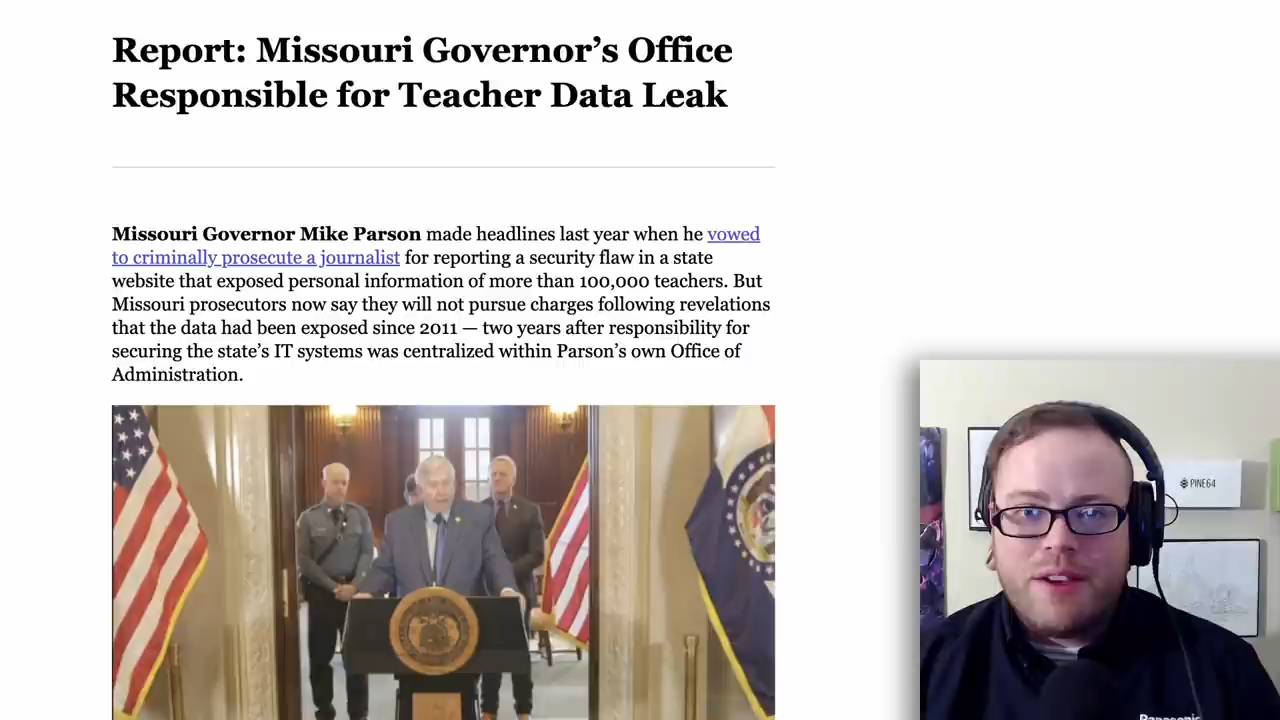 Report: Missouri Governor’s Office
Responsible for Teacher Data Leak
Missouri Governor Mike Parson made headlines last year when he vowed
to criminally prosecute a journalist for reporting a security flaw in a state
website that exposed personal information of more than 100,000 teachers. But
Missouri prosecutors now say they will not pursue charges following revelations
that the data had been exposed since 2011 — two years after responsibility for
securing the state’s IT systems was centralized within Parson’s own Office of
Administration.
PINE64
Panasonic